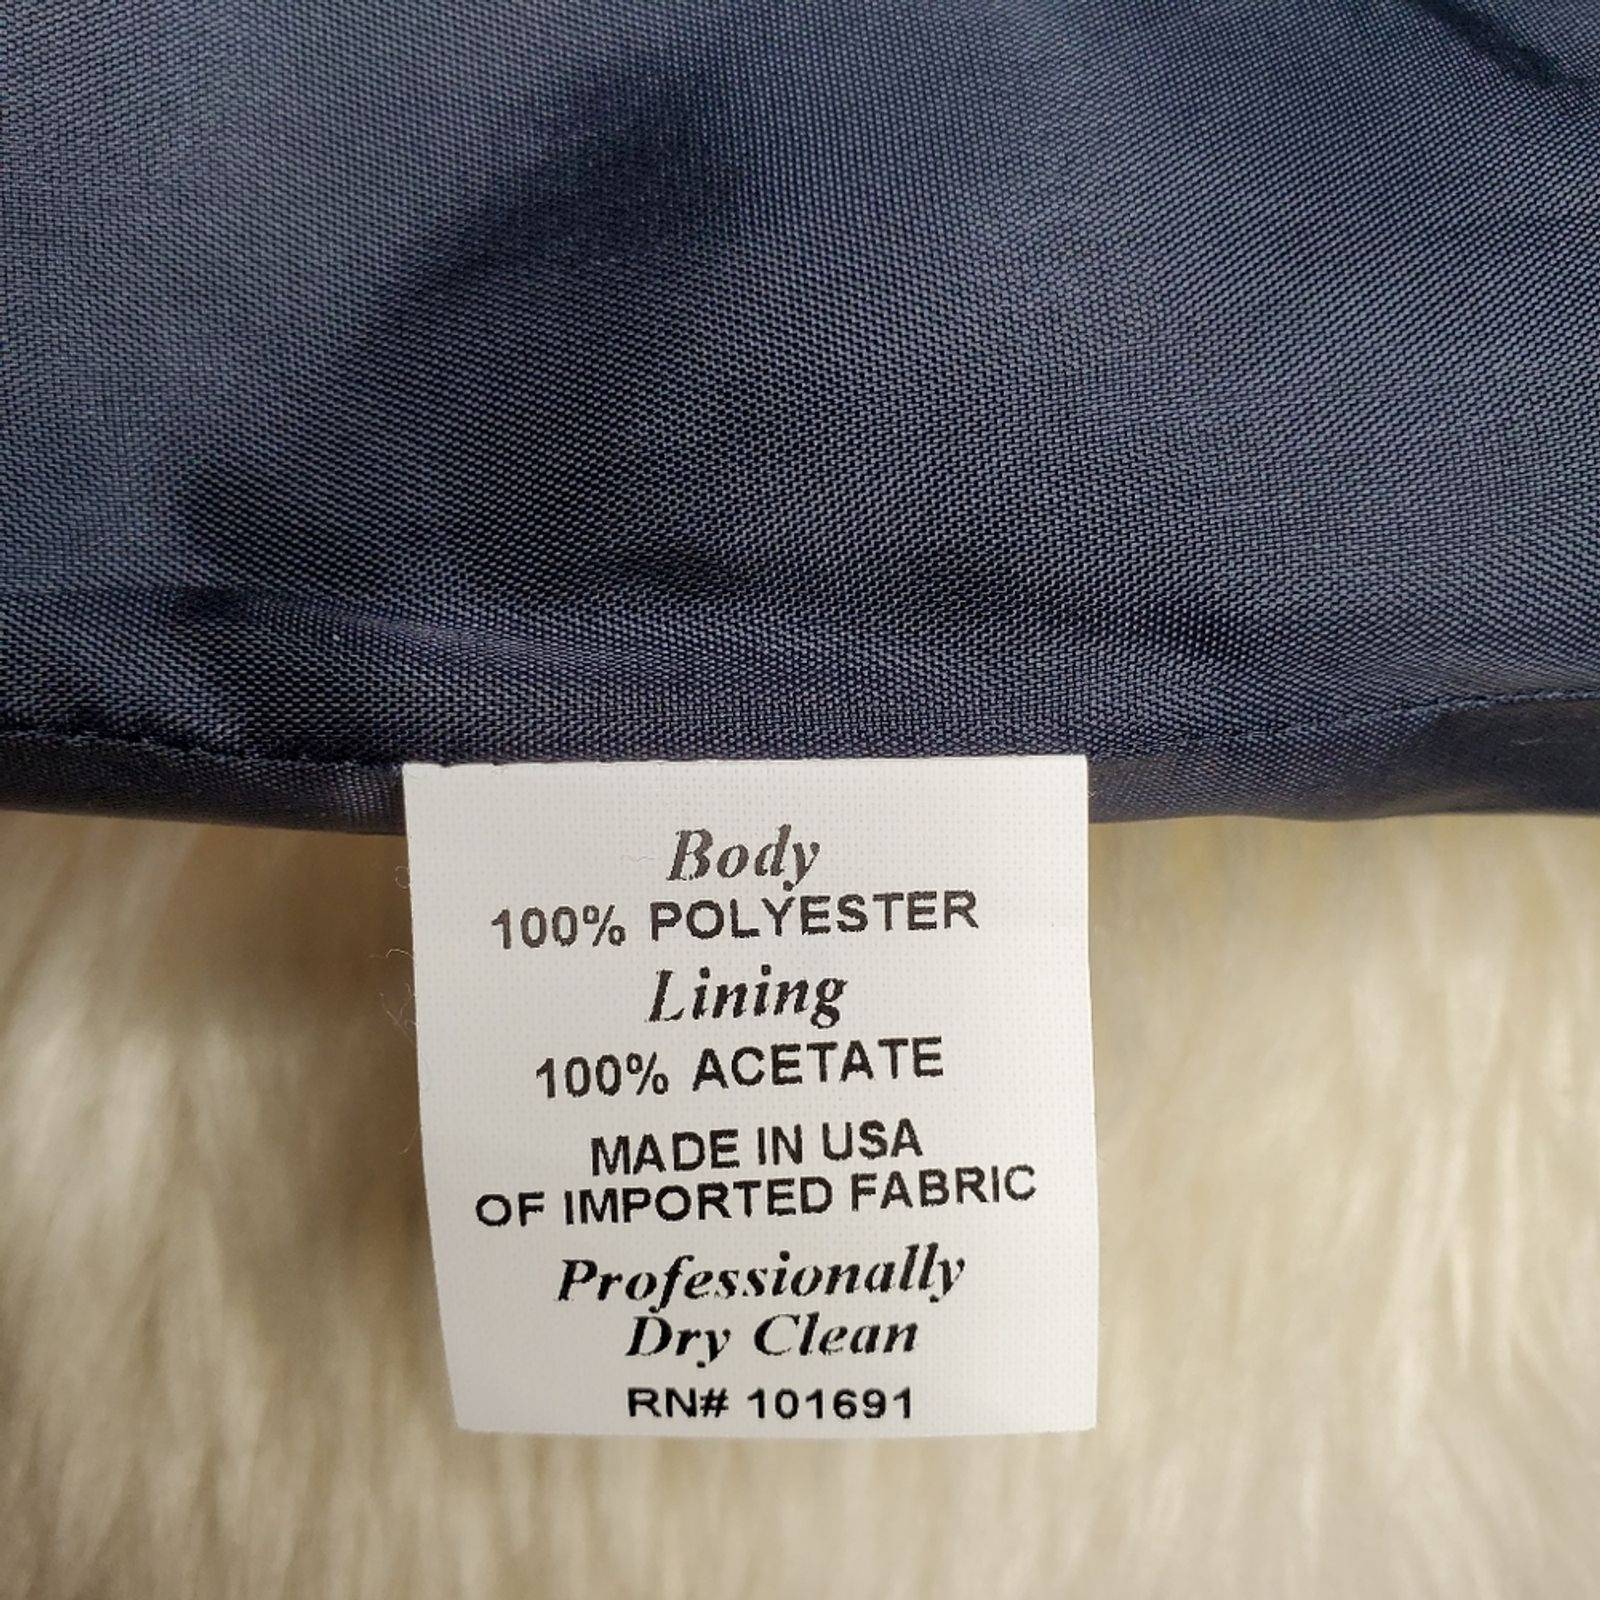 Body
100% POLYESTER
Lining
100% ACETATE
MADE IN USA
OF IMPORTED FABRIC
Professionally
Dry Clean
RN# 101691